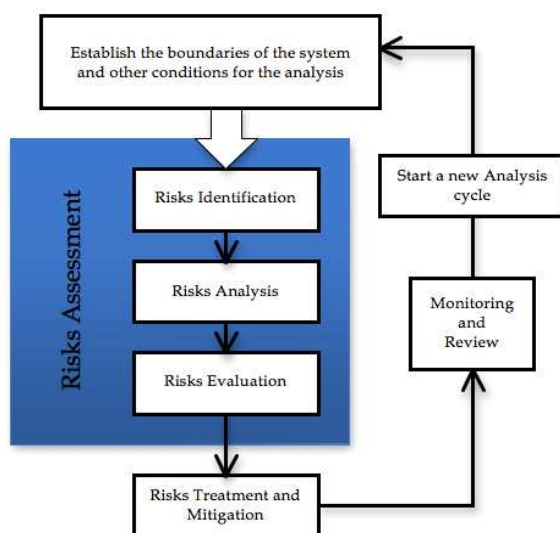 Establish the boundaries of the system
and other conditions for the analysis
Risks Assessment
Risks Identification
Risks Analysis
Risks Evaluation
Risks Treatment and
Mitigation
Monitoring
and
Review
Start a new Analysis
cycle